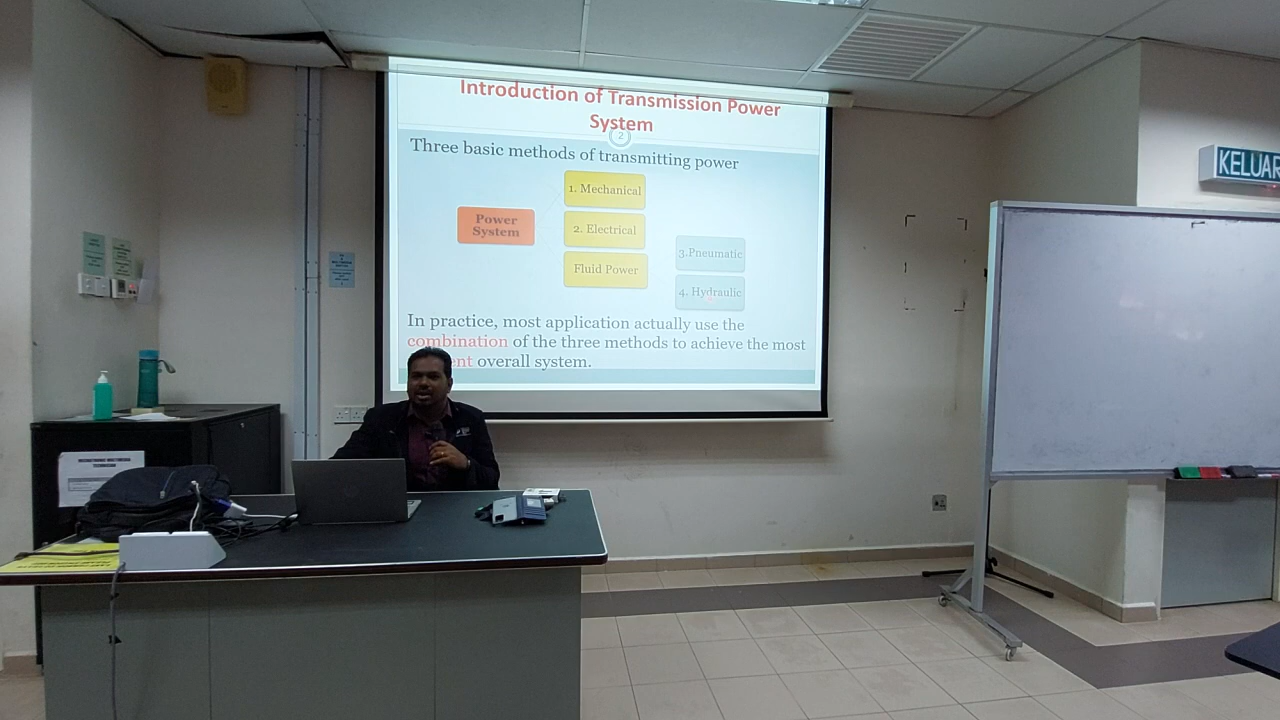 Introduction of Transmission Power
System
2
Three basic methods of transmitting power
Power
System
1. Mechanical
2. Electrical
Fluid Power
3.Pneumatic
4. Hydraulic
In practice, most application actually use the
combination of the three methods to achieve the most
overall system.
KELUAR